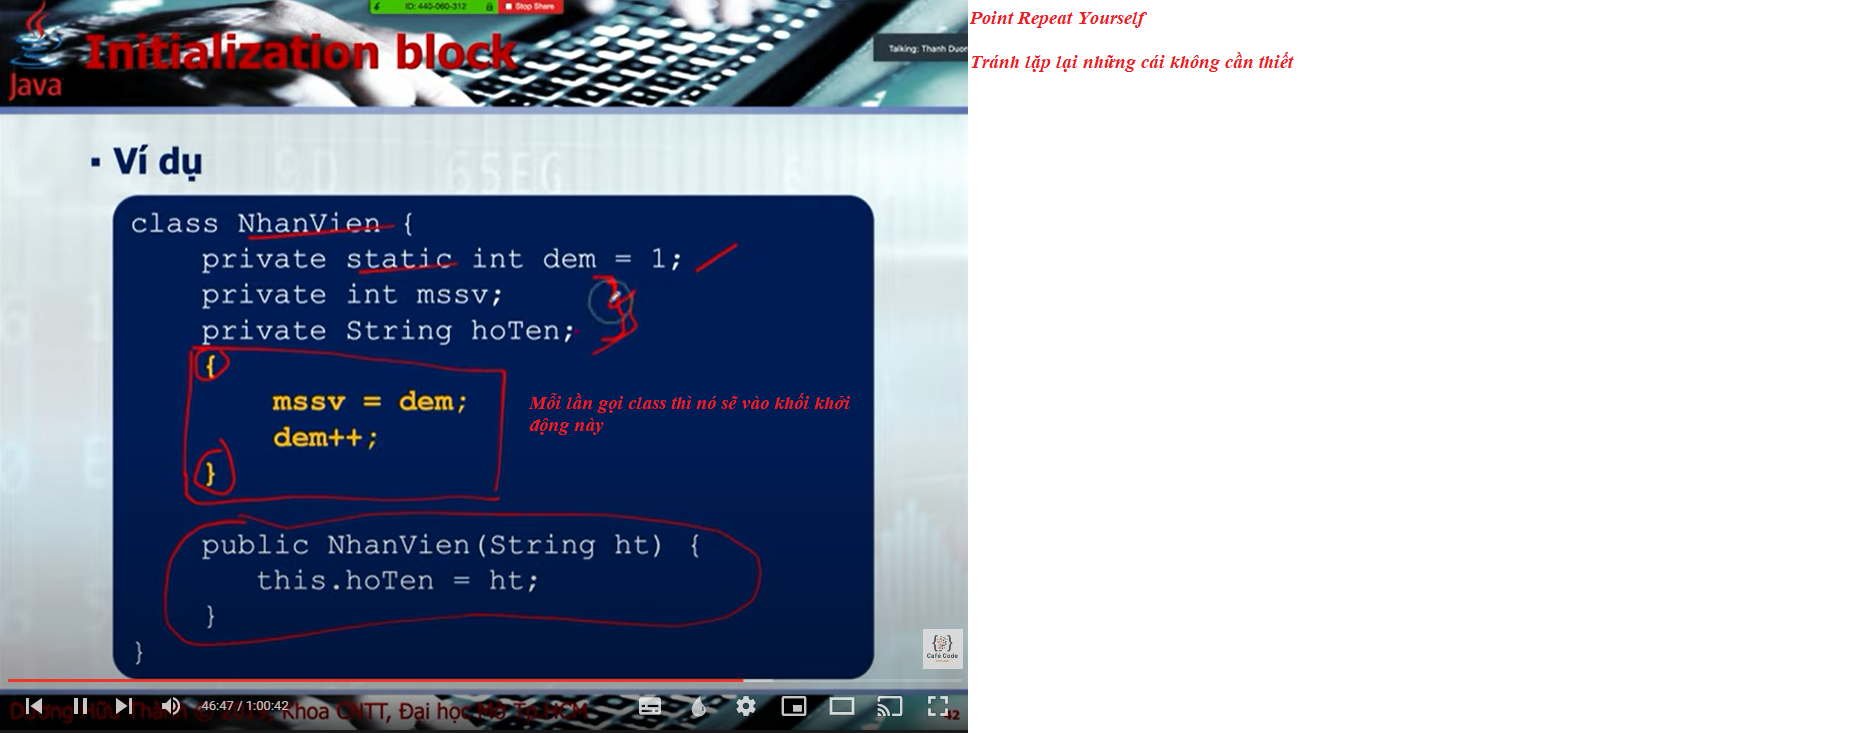 ID: 440-060-312
Stop Share
Talking: Thanh Duon
Java
Initialization block
Ví dụ
class NhanVien {
private static int dem = 1;
private int mssv;
private String hoTen;
{
mssv = dem;
dem++;
}
Mỗi lần gọi class thì nó sẽ vào khối khởi
động này
public NhanVien(String ht) {
this.hoTen = ht;
}
}
Café Code
46:47 / 1:00:42
Dương Hữu Thành © 2019, Khoa CNTT, Đại học Mở Tp.HCM
Point Repeat Yourself
Tránh lặp lại những cái không cần thiết